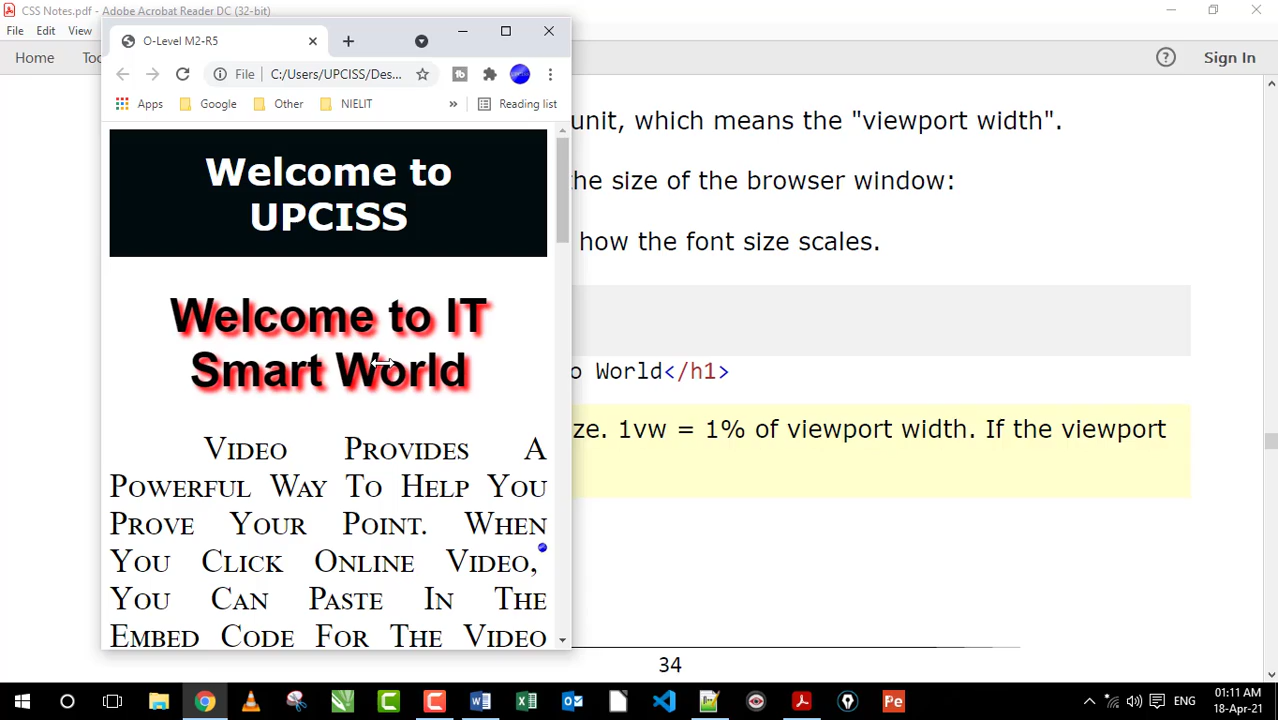 CSS Notes.pdf - Adobe Acrobat Reader DC (32-bit)
File Edit View
Home Too
Sign In
O-Level M2-R5
File C:/Users/UPCISS/Des...
Apps Google Other NIELIT » Reading list
Welcome to
UPCISS
Welcome to IT
Smart World
Video Provides A
Powerful Way To Help You
Prove Your Point. When
You Click Online Video,
You Can Paste In The
Embed Code For The Video
unit, which means the "viewport width".
he size of the browser window:
how the font size scales.
o World</h1>
ze. 1vw = 1% of viewport width. If the viewport
34
ENG
01:11 AM
18-Apr-21
Pe